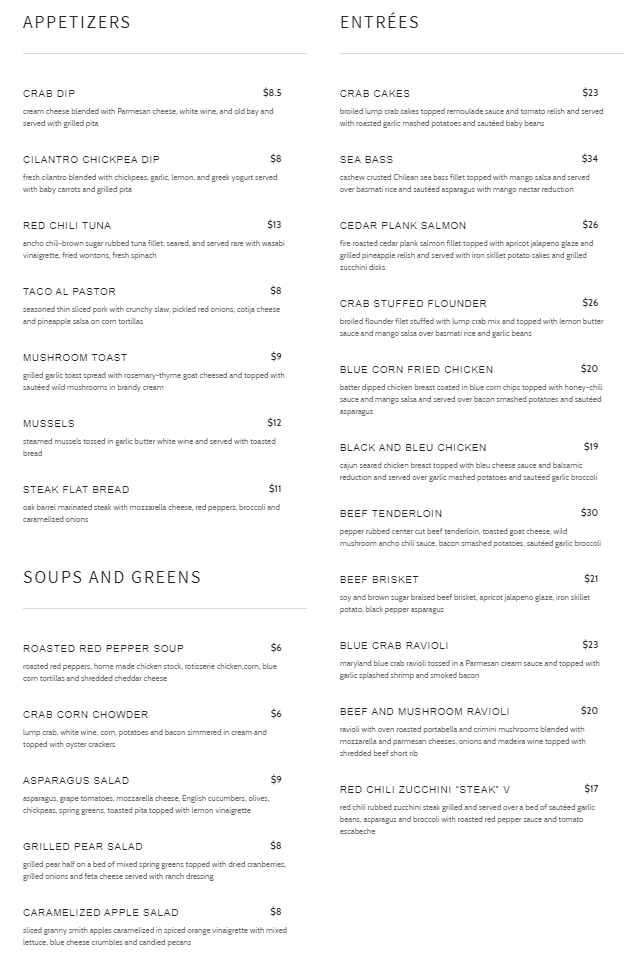 APPETIZERS
CRAB DIP $8.5
cream cheese blended with Parmesan cheese, white wine, and old bay and
served with grilled pita
CILANTRO CHICKPEA DIP $8
fresh cilantro blended with chickpeas, garlic, lemon, and greek yogurt served
with baby carrots and grilled pita
RED CHILI TUNA $13
ancho chili-brown sugar rubbed tuna fillet, seared, and served rare with wasabi
vinaigrette, fried wontons, fresh spinach
TACO AL PASTOR $8
seasoned thin sliced pork with crunchy slaw, pickled red onions, cotija cheese
and pineapple salsa on corn tortillas
MUSHROOM TOAST $9
grilled garlic toast spread with rosemary-thyme goat cheesed and topped with
sautéed wild mushrooms in brandy cream
MUSSELS $12
steamed mussels tossed in garlic butter white wine and served with toasted
bread
STEAK FLAT BREAD $11
oak barrel marinated steak with mozzarella cheese, red peppers, broccoli and
caramelized onions
SOUPS AND GREENS
ROASTED RED PEPPER SOUP $6
roasted red peppers, home made chicken stock, rotisserie chicken,corn, blue
corn tortillas and shredded cheddar cheese
CRAB CORN CHOWDER $6
lump crab, white wine, corn, potatoes and bacon simmered in cream and
topped with oyster crackers
ASPARAGUS SALAD $9
asparagus, grape tomatoes, mozzarella cheese, English cucumbers, olives,
chickpeas, spring greens, toasted pita topped with lemon vinaigrette
GRILLED PEAR SALAD $8
grilled pear half on a bed of mixed spring greens topped with dried cranberries,
grilled onions and feta cheese served with ranch dressing
CARAMELIZED APPLE SALAD $8
sliced granny smith apples caramelized in spiced orange vinaigrette with mixed
lettuce, blue cheese crumbles and candied pecans
ENTRÉES
CRAB CAKES $23
broiled lump crab cakes topped remoulade sauce and tomato relish and served
with roasted garlic mashed potatoes and sautéed baby beans
SEA BASS $34
cashew crusted Chilean sea bass fillet topped with mango salsa and served
over basmati rice and sautéed asparagus with mango nectar reduction
CEDAR PLANK SALMON $26
fire roasted cedar plank salmon fillet topped with apricot jalapeno glaze and
grilled pineapple relish and served with iron skillet potato cakes and grilled
zucchini disks
CRAB STUFFED FLOUNDER $26
broiled flounder filet stuffed with lump crab mix and topped with lemon butter
sauce and mango salsa over basmati rice and garlic beans
BLUE CORN FRIED CHICKEN $20
batter dipped chicken breast coated in blue corn chips topped with honey-chili
sauce and mango salsa and served over bacon smashed potatoes and sautéed
asparagus
BLACK AND BLEU CHICKEN $19
cajun seared chicken breast topped with bleu cheese sauce and balsamic
reduction and served over garlic mashed potatoes and sautéed garlic broccoli
BEEF TENDERLOIN $30
pepper rubbed center cut beef tenderloin, toasted goat cheese, wild
mushroom ancho chili sauce, bacon smashed potatoes, sautéed garlic broccoli
BEEF BRISKET $21
soy and brown sugar braised beef brisket, apricot jalapeno glaze, iron skillet
potato, black pepper asparagus
BLUE CRAB RAVIOLI $23
maryland blue crab ravioli tossed in a Parmesan cream sauce and topped with
garlic splashed shrimp and smoked bacon
BEEF AND MUSHROOM RAVIOLI $20
ravioli with oven roasted portabella and crimini mushrooms blended with
mozzarella and parmesan cheeses, onions and madeira wine topped with
shredded beef short rib
RED CHILI ZUCCHINI “STEAK” V $17
red chili rubbed zucchini steak grilled and served over a bed of sautéed garlic
beans, asparagus and broccoli with roasted red pepper sauce and tomato
escabeche